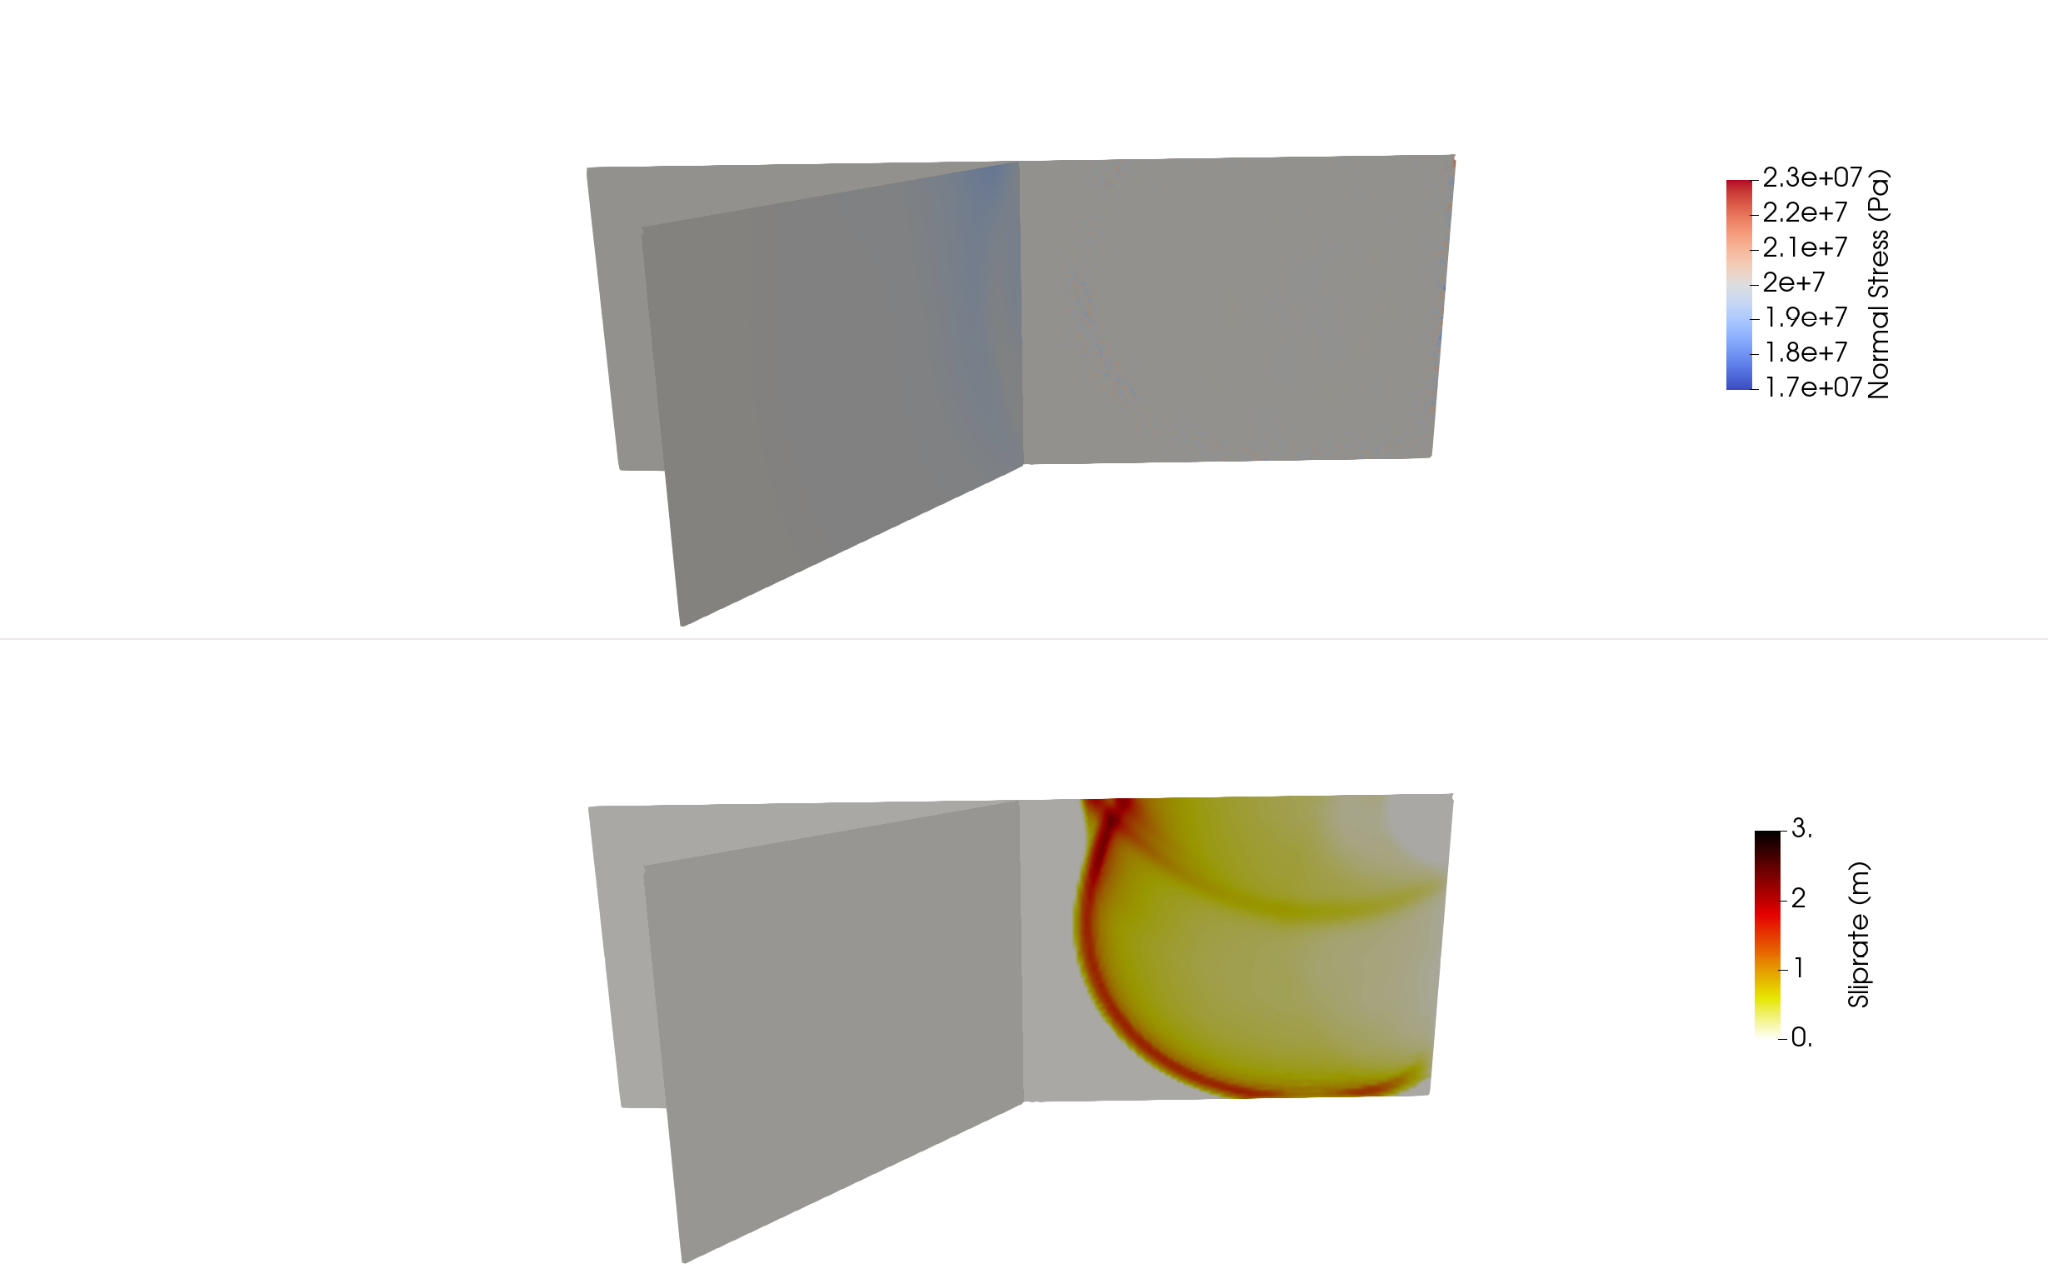 2.3e+07
2.2e+7
2.1e+7
2e+7
1.9e+7
1.8e+7
1.7e+07
Normal Stress (Pa)
3.
2
1
0.
Sliprate (m)